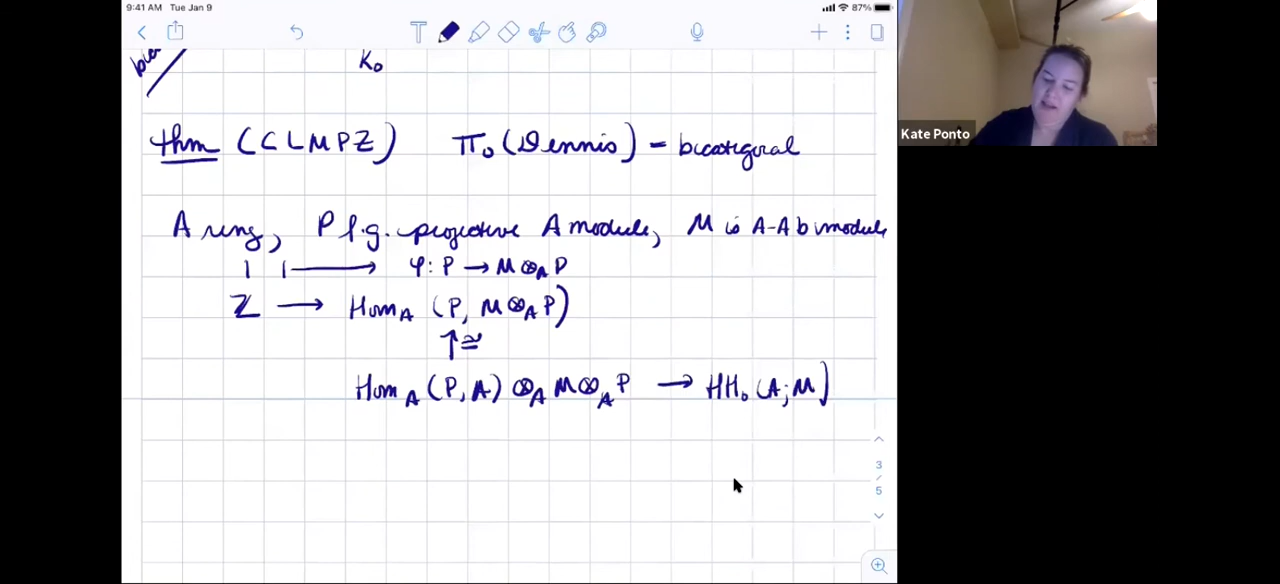 9:41 AM Tue Jan 9
87%
K₀
Kate Ponto
thm (CLMPZ) π₀(Dennis) = bicategorical
A ring, P f.g. projective A module, M is A-A bimodule
1 ⟼ φ: P → M ⊗_A P
ℤ → Hom_A (P, M ⊗_A P)
↑≅
Hom_A (P, A) ⊗_A M ⊗_A P → HH₀ (A; M)
3
/
5